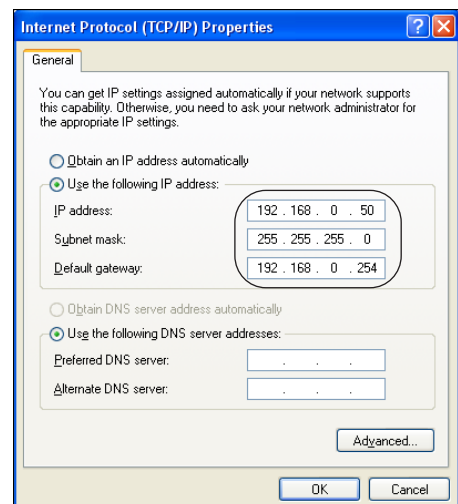 Internet Protocol (TCP/IP) Properties
General
You can get IP settings assigned automatically if your network supports
this capability. Otherwise, you need to ask your network administrator for
the appropriate IP settings.
Obtain an IP address automatically
Use the following IP address:
IP address: 192 . 168 . 0 . 50
Subnet mask: 255 . 255 . 255 . 0
Default gateway: 192 . 168 . 0 . 254
Obtain DNS server address automatically
Use the following DNS server addresses:
Preferred DNS server: . . .
Alternate DNS server: . . .
Advanced...
OK Cancel